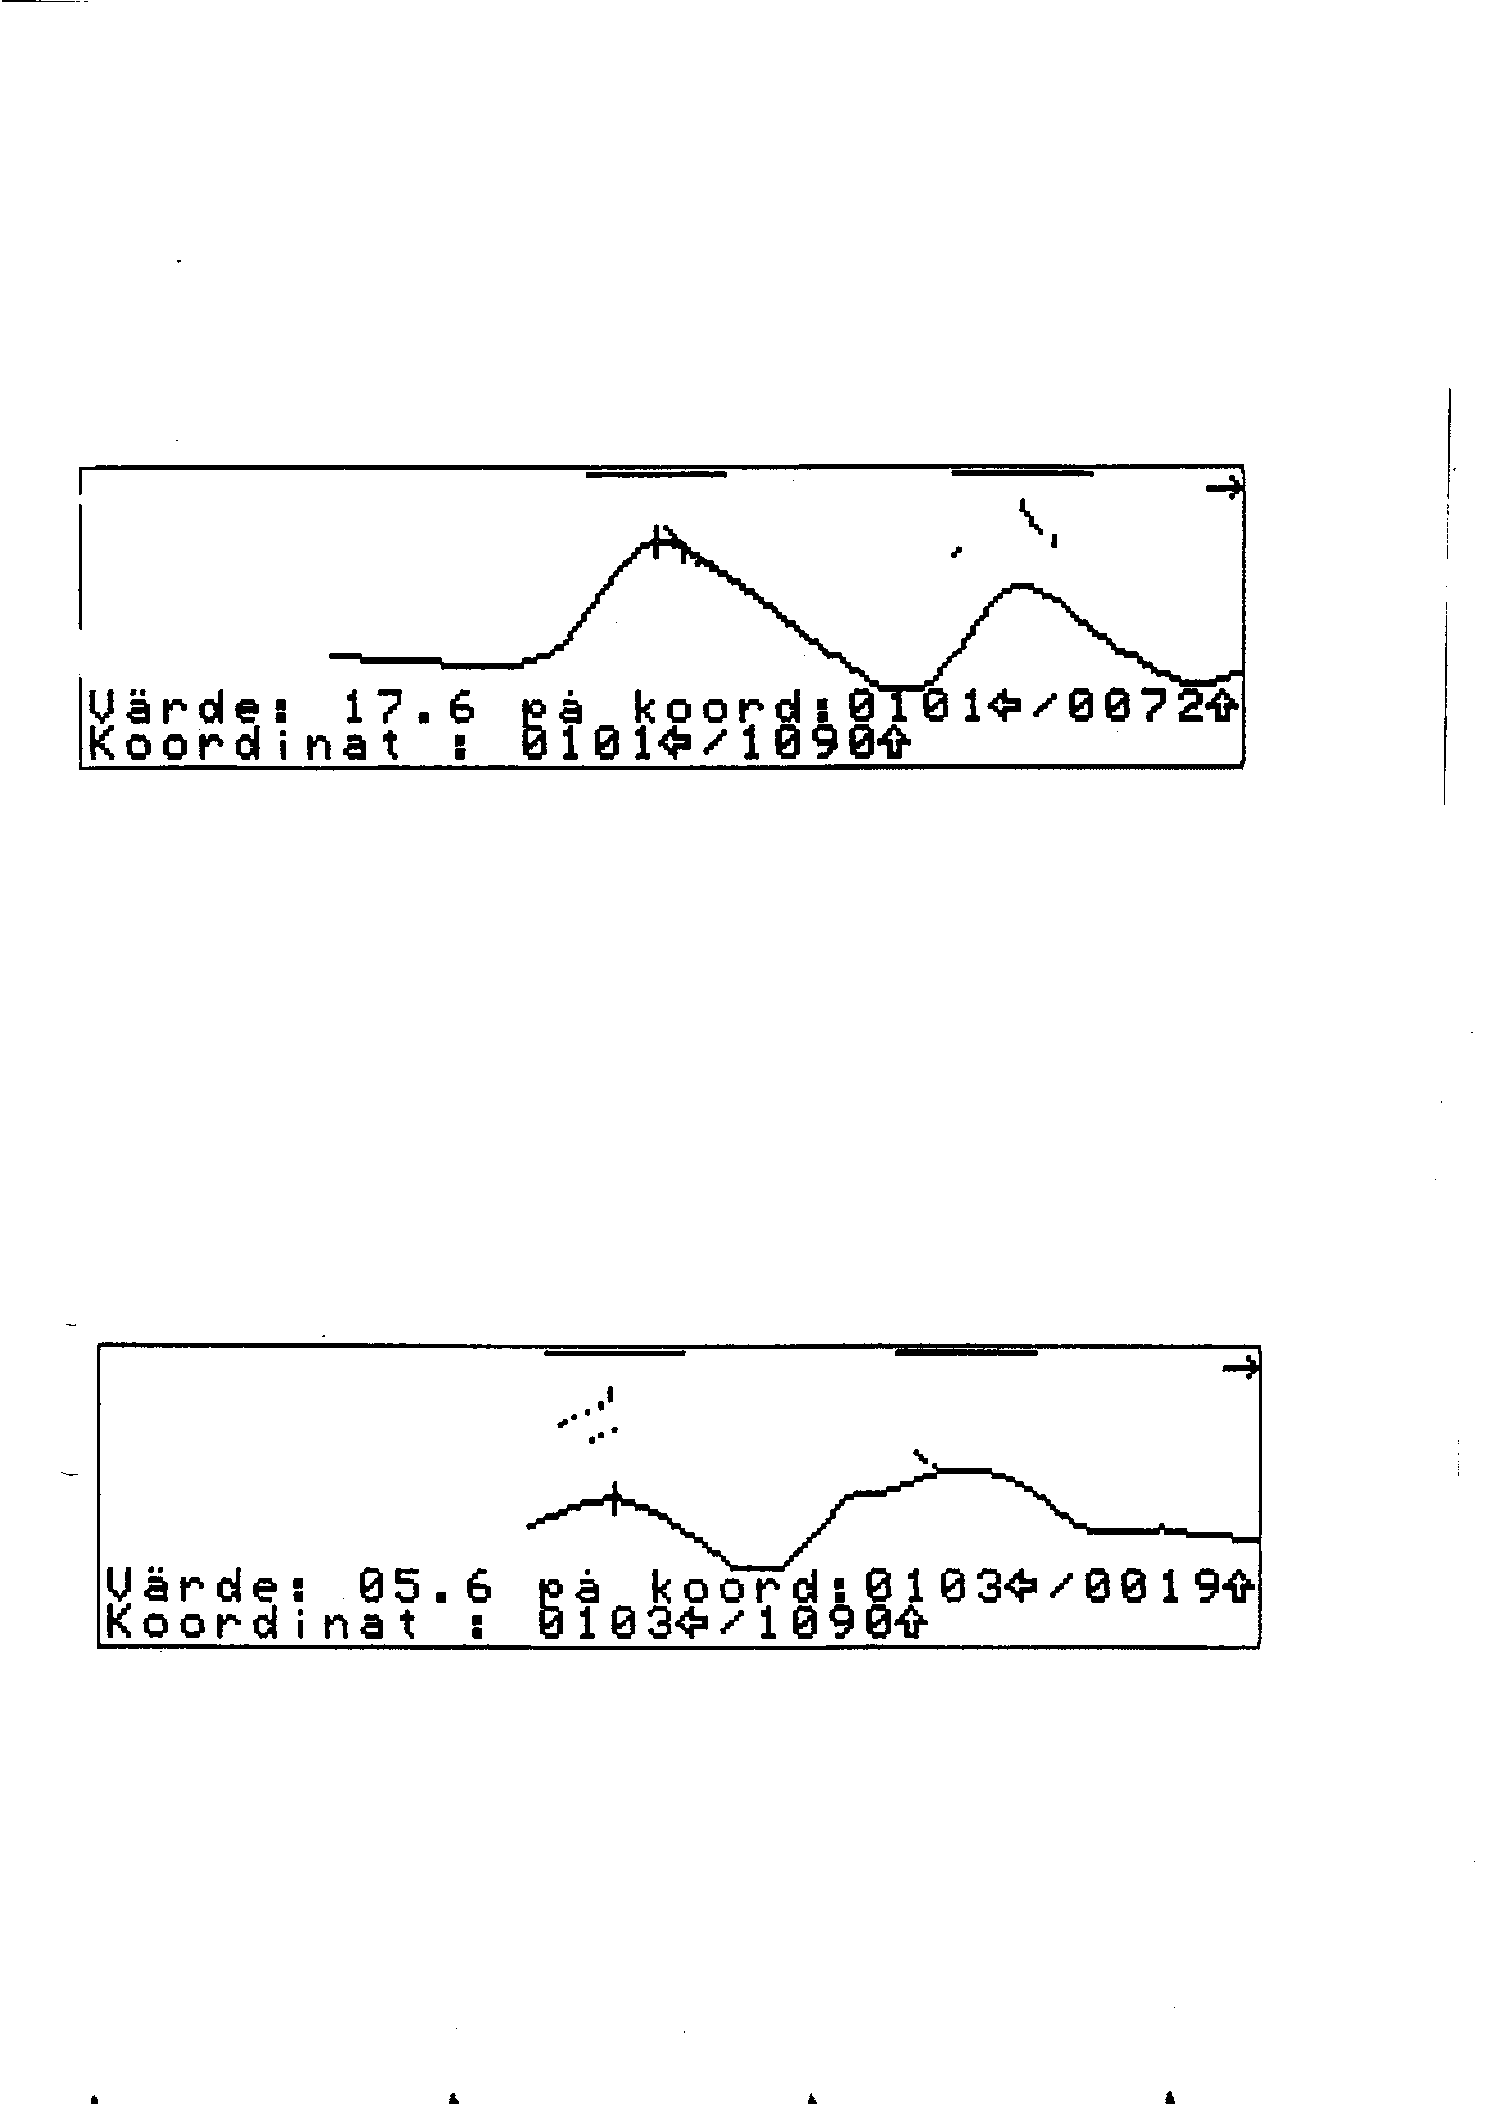 Värde: 17.6 på koord:0101⇦/0072⇧
Koordinat : 0101⇦/1090⇧
Värde: 05.6 på koord:0103⇦/0019⇧
Koordinat : 0103⇦/1090⇧